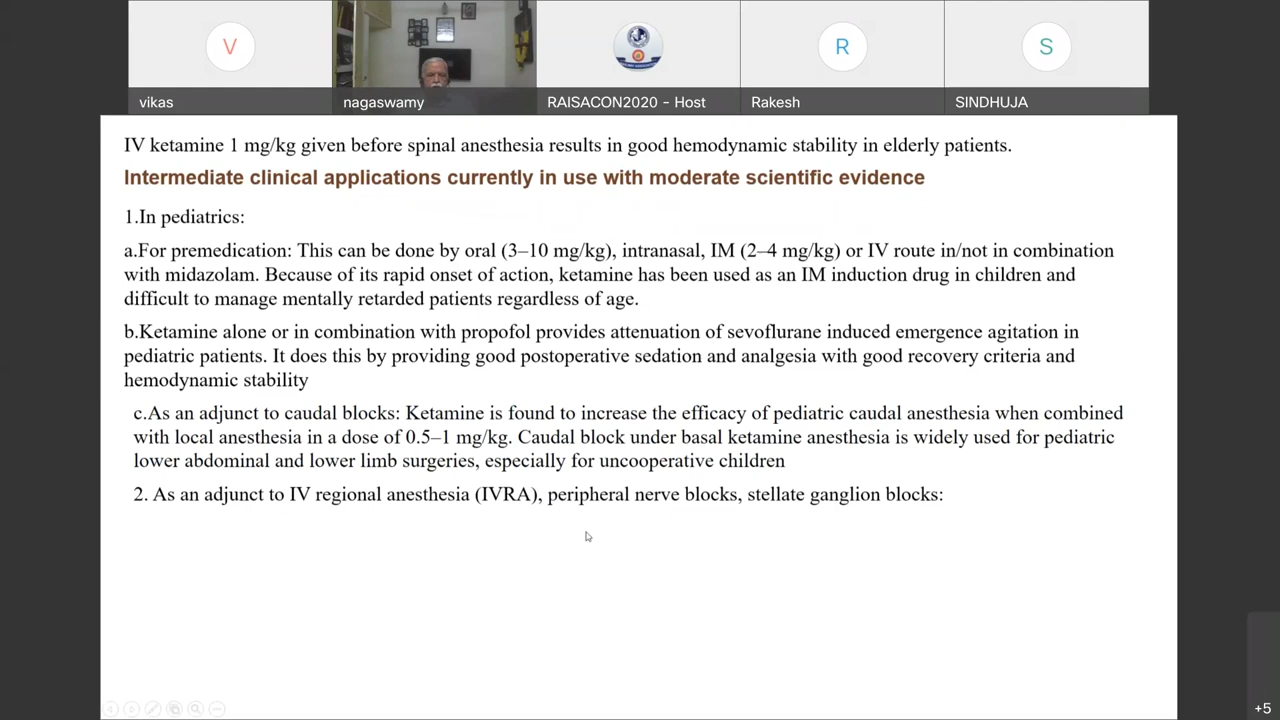 V
R
S
vikas
nagaswamy
RAISACON2020 - Host
Rakesh
SINDHUJA
IV ketamine 1 mg/kg given before spinal anesthesia results in good hemodynamic stability in elderly patients.
Intermediate clinical applications currently in use with moderate scientific evidence
1.In pediatrics:
a.For premedication: This can be done by oral (3–10 mg/kg), intranasal, IM (2–4 mg/kg) or IV route in/not in combination
with midazolam. Because of its rapid onset of action, ketamine has been used as an IM induction drug in children and
difficult to manage mentally retarded patients regardless of age.
b.Ketamine alone or in combination with propofol provides attenuation of sevoflurane induced emergence agitation in
pediatric patients. It does this by providing good postoperative sedation and analgesia with good recovery criteria and
hemodynamic stability
c.As an adjunct to caudal blocks: Ketamine is found to increase the efficacy of pediatric caudal anesthesia when combined
with local anesthesia in a dose of 0.5–1 mg/kg. Caudal block under basal ketamine anesthesia is widely used for pediatric
lower abdominal and lower limb surgeries, especially for uncooperative children
2. As an adjunct to IV regional anesthesia (IVRA), peripheral nerve blocks, stellate ganglion blocks:
+5